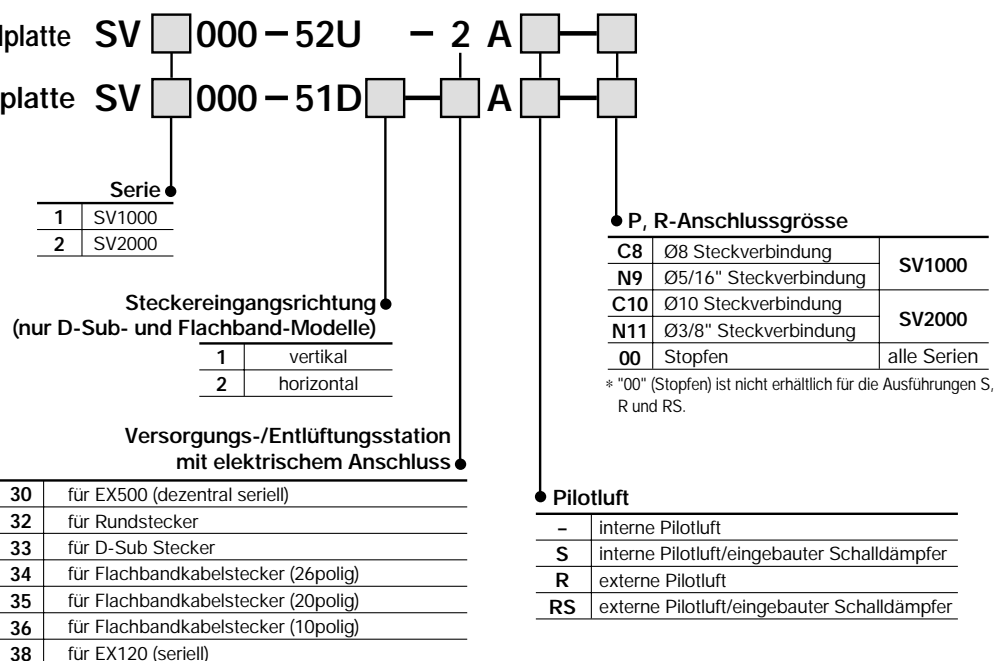 lplatte SV 000 – 52U – 2 A –
platte SV 000 – 51D – A –
Serie
1 SV1000
2 SV2000
P, R-Anschlussgrösse
C8 Ø8 Steckverbindung SV1000
N9 Ø5/16" Steckverbindung
C10 Ø10 Steckverbindung SV2000
N11 Ø3/8" Steckverbindung
00 Stopfen alle Serien
* "00" (Stopfen) ist nicht erhältlich für die Ausführungen S,
R und RS.
Steckereingangsrichtung
(nur D-Sub- und Flachband-Modelle)
1 vertikal
2 horizontal
Versorgungs-/Entlüftungsstation
mit elektrischem Anschluss
30 für EX500 (dezentral seriell)
32 für Rundstecker
33 für D-Sub Stecker
34 für Flachbandkabelstecker (26polig)
35 für Flachbandkabelstecker (20polig)
36 für Flachbandkabelstecker (10polig)
38 für EX120 (seriell)
Pilotluft
– interne Pilotluft
S interne Pilotluft/eingebauter Schalldämpfer
R externe Pilotluft
RS externe Pilotluft/eingebauter Schalldämpfer